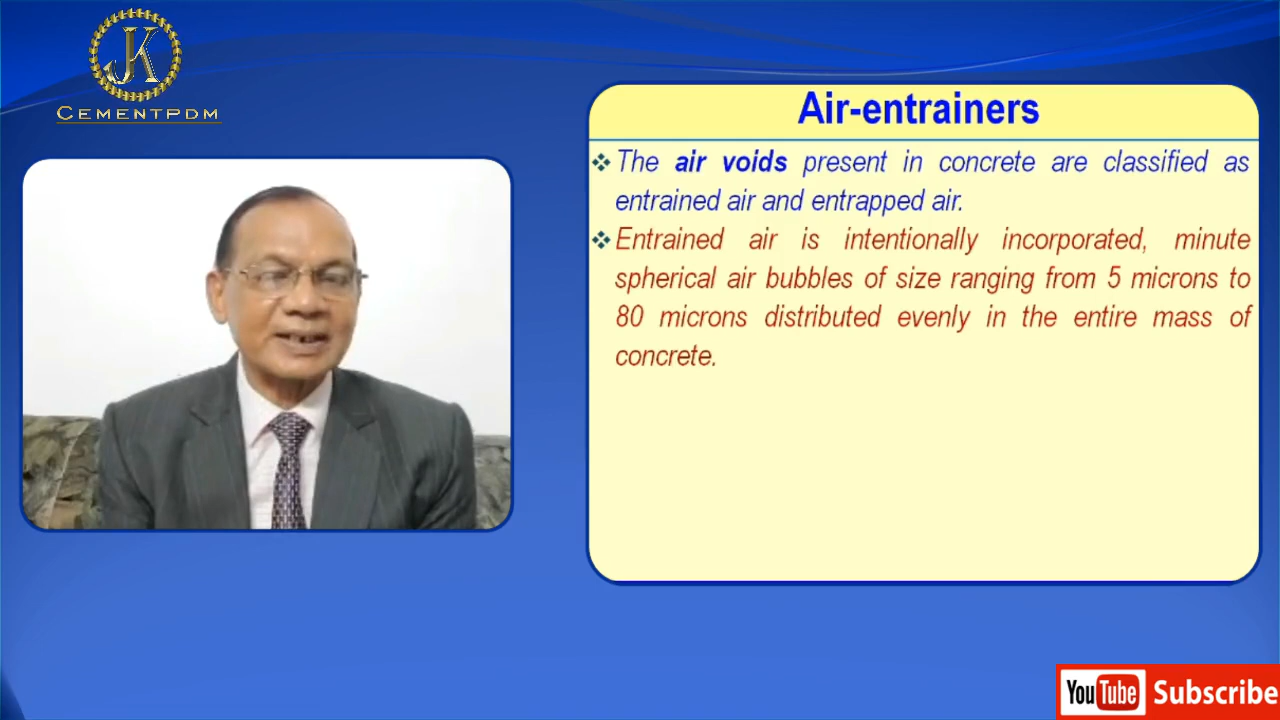 JK
CEMENTPDM
Air-entrainers
The air voids present in concrete are classified as
entrained air and entrapped air.
Entrained air is intentionally incorporated, minute
spherical air bubbles of size ranging from 5 microns to
80 microns distributed evenly in the entire mass of
concrete.
YouTube Subscribe